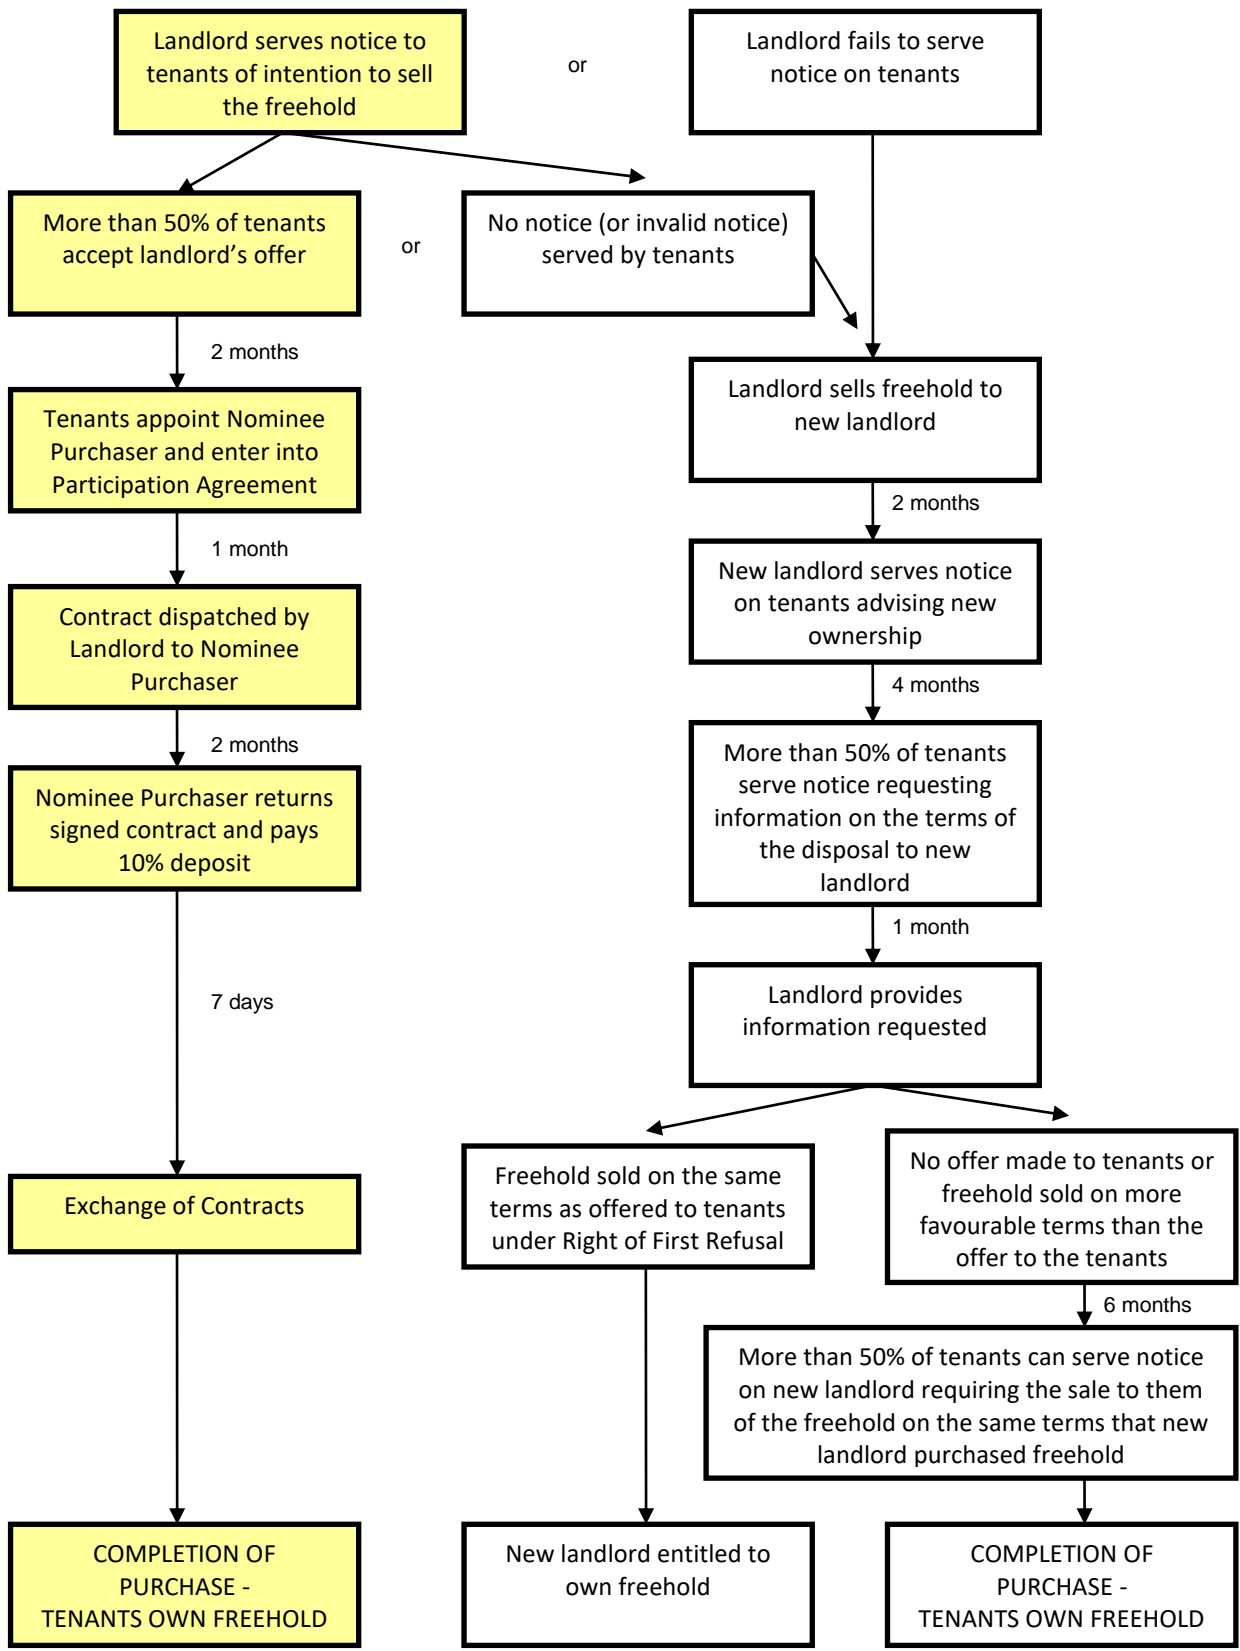 Landlord serves notice to
tenants of intention to sell
the freehold
or
Landlord fails to serve
notice on tenants
More than 50% of tenants
accept landlord’s offer
or
No notice (or invalid notice)
served by tenants
2 months
Tenants appoint Nominee
Purchaser and enter into
Participation Agreement
Landlord sells freehold to
new landlord
2 months
1 month
New landlord serves notice
on tenants advising new
ownership
Contract dispatched by
Landlord to Nominee
Purchaser
4 months
2 months
More than 50% of tenants
serve notice requesting
information on the terms of
the disposal to new
landlord
Nominee Purchaser returns
signed contract and pays
10% deposit
1 month
7 days
Landlord provides
information requested
Exchange of Contracts
Freehold sold on the same
terms as offered to tenants
under Right of First Refusal
No offer made to tenants or
freehold sold on more
favourable terms than the
offer to the tenants
6 months
More than 50% of tenants can serve notice
on new landlord requiring the sale to them
of the freehold on the same terms that new
landlord purchased freehold
COMPLETION OF
PURCHASE -
TENANTS OWN FREEHOLD
New landlord entitled to
own freehold
COMPLETION OF
PURCHASE -
TENANTS OWN FREEHOLD